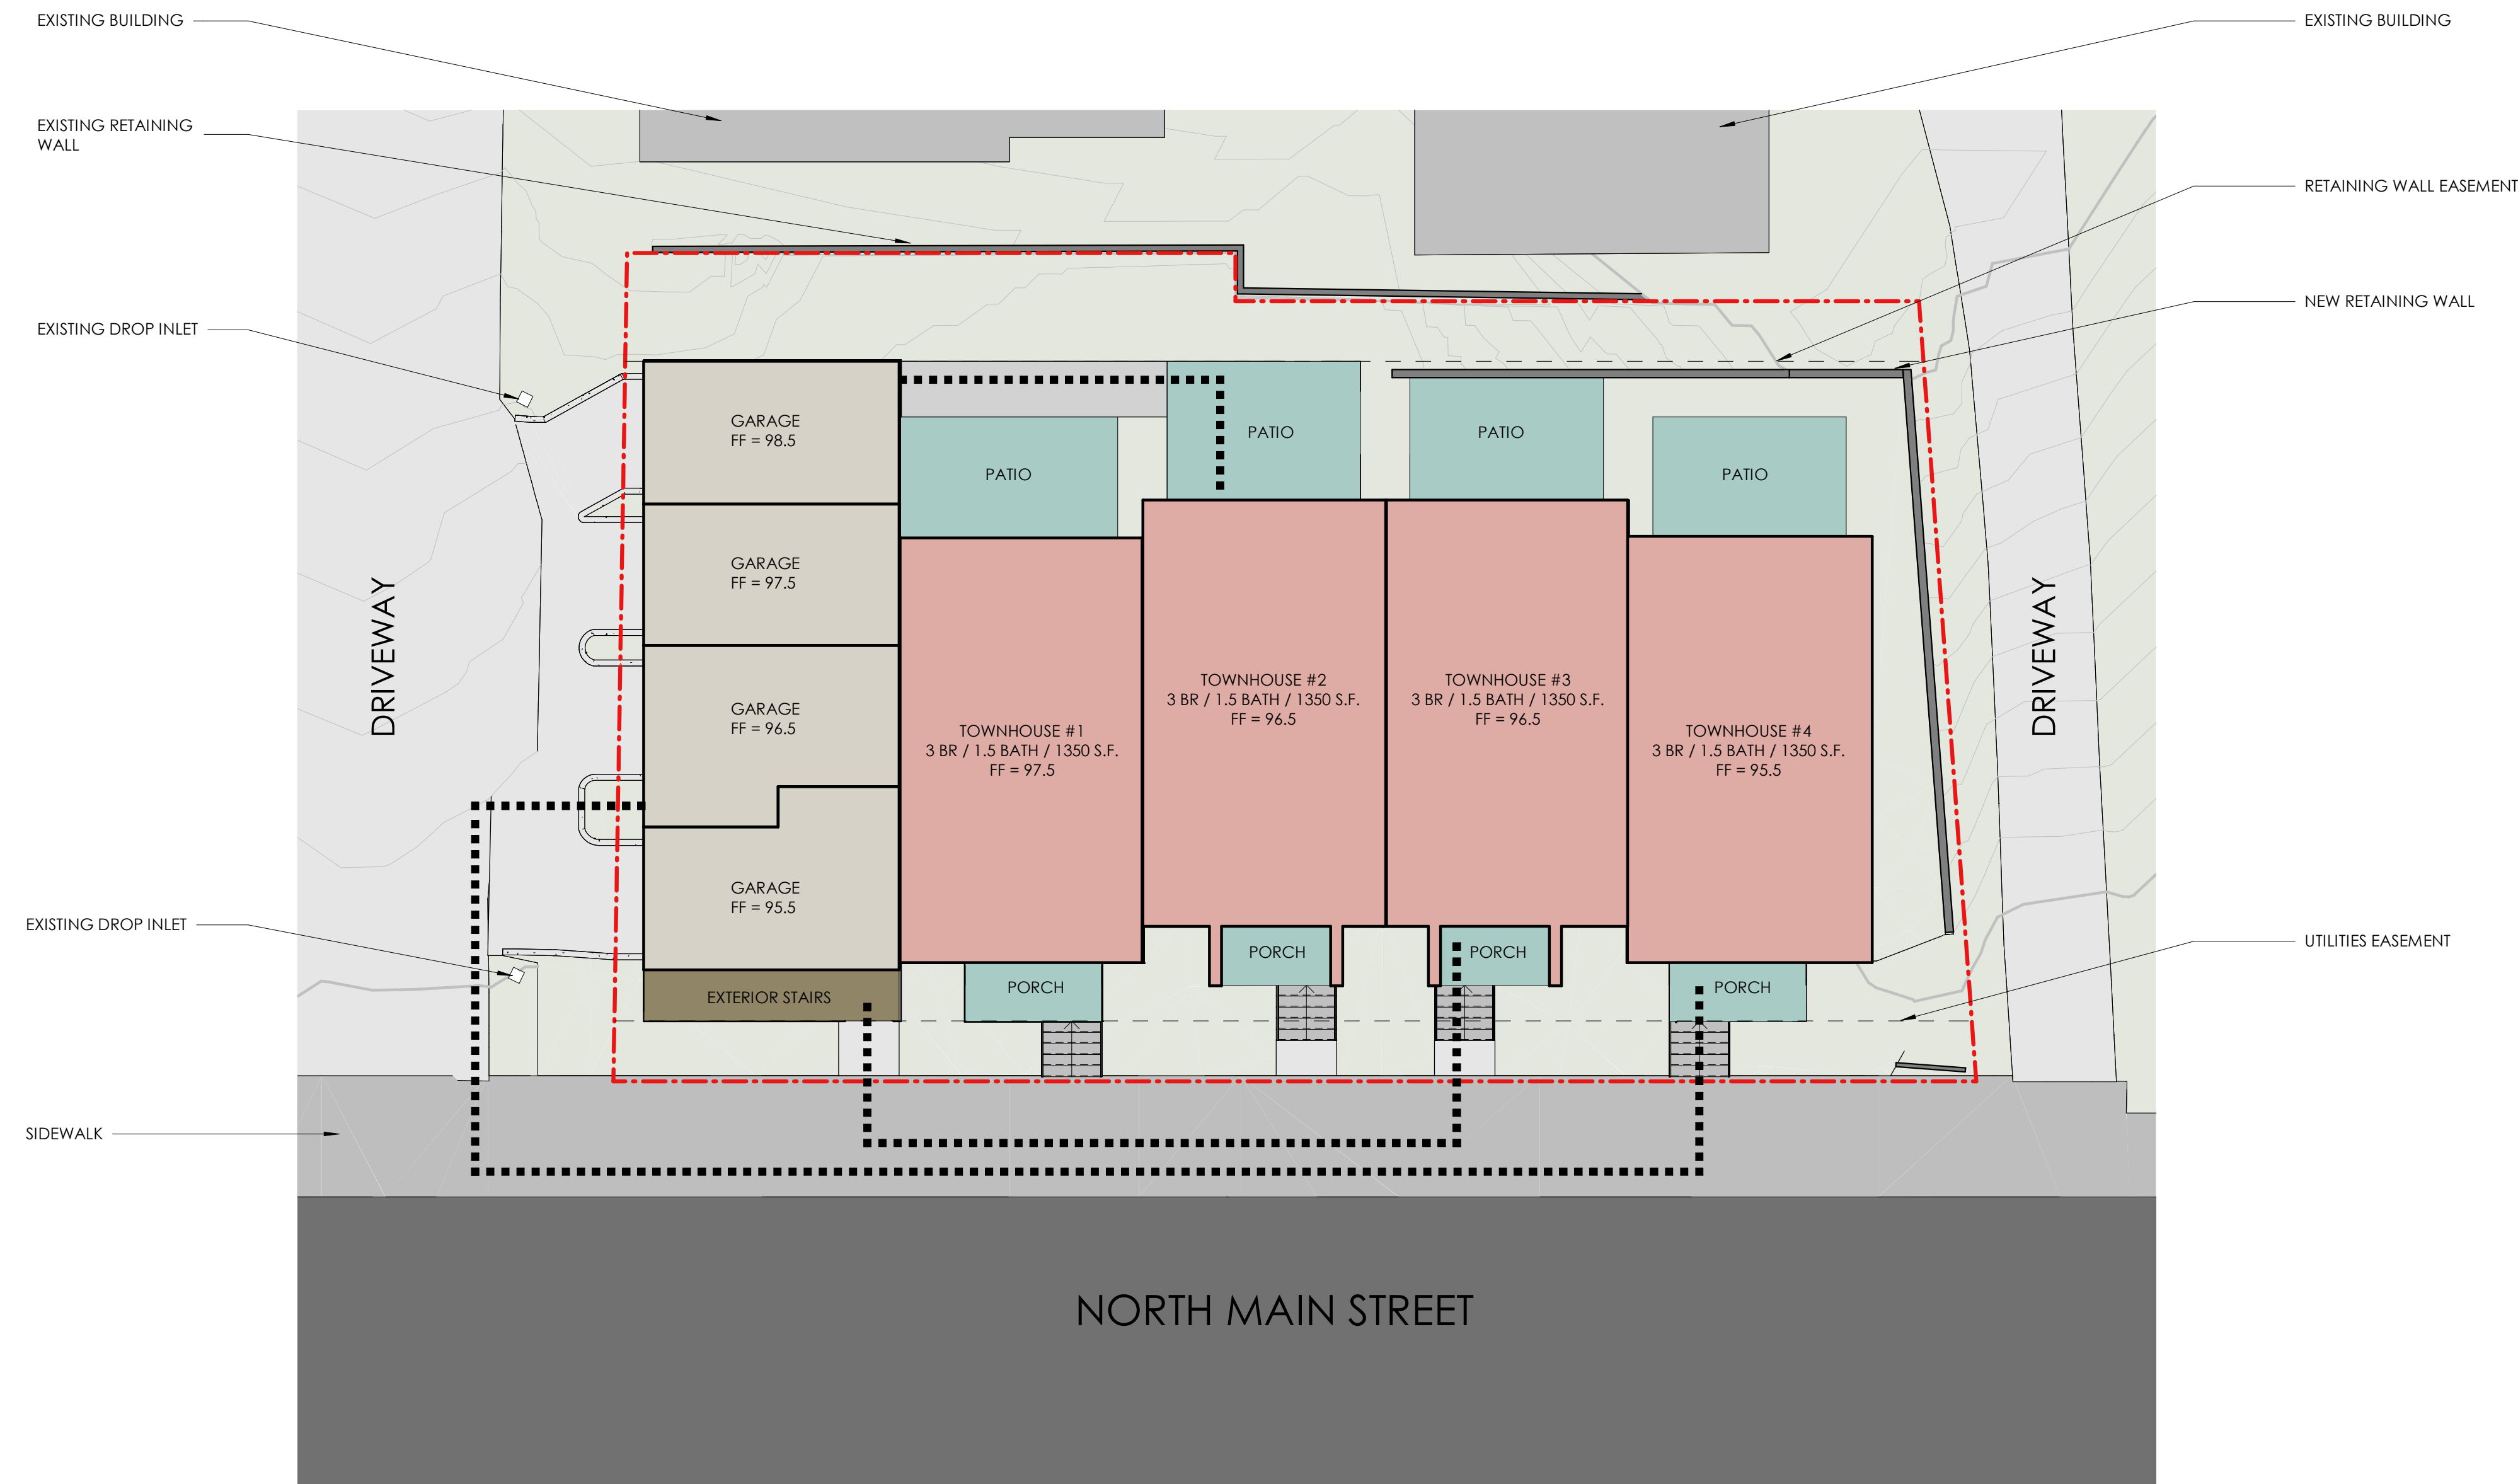 EXISTING BUILDING
EXISTING BUILDING
EXISTING RETAINING
WALL
RETAINING WALL EASEMENT
NEW RETAINING WALL
EXISTING DROP INLET
GARAGE
FF = 98.5
PATIO
PATIO
PATIO
PATIO
GARAGE
FF = 97.5
DRIVEWAY
DRIVEWAY
GARAGE
FF = 96.5
TOWNHOUSE #1
3 BR / 1.5 BATH / 1350 S.F.
FF = 97.5
TOWNHOUSE #2
3 BR / 1.5 BATH / 1350 S.F.
FF = 96.5
TOWNHOUSE #3
3 BR / 1.5 BATH / 1350 S.F.
FF = 96.5
TOWNHOUSE #4
3 BR / 1.5 BATH / 1350 S.F.
FF = 95.5
GARAGE
FF = 95.5
EXISTING DROP INLET
UTILITIES EASEMENT
PORCH
PORCH
PORCH
PORCH
EXTERIOR STAIRS
SIDEWALK
NORTH MAIN STREET